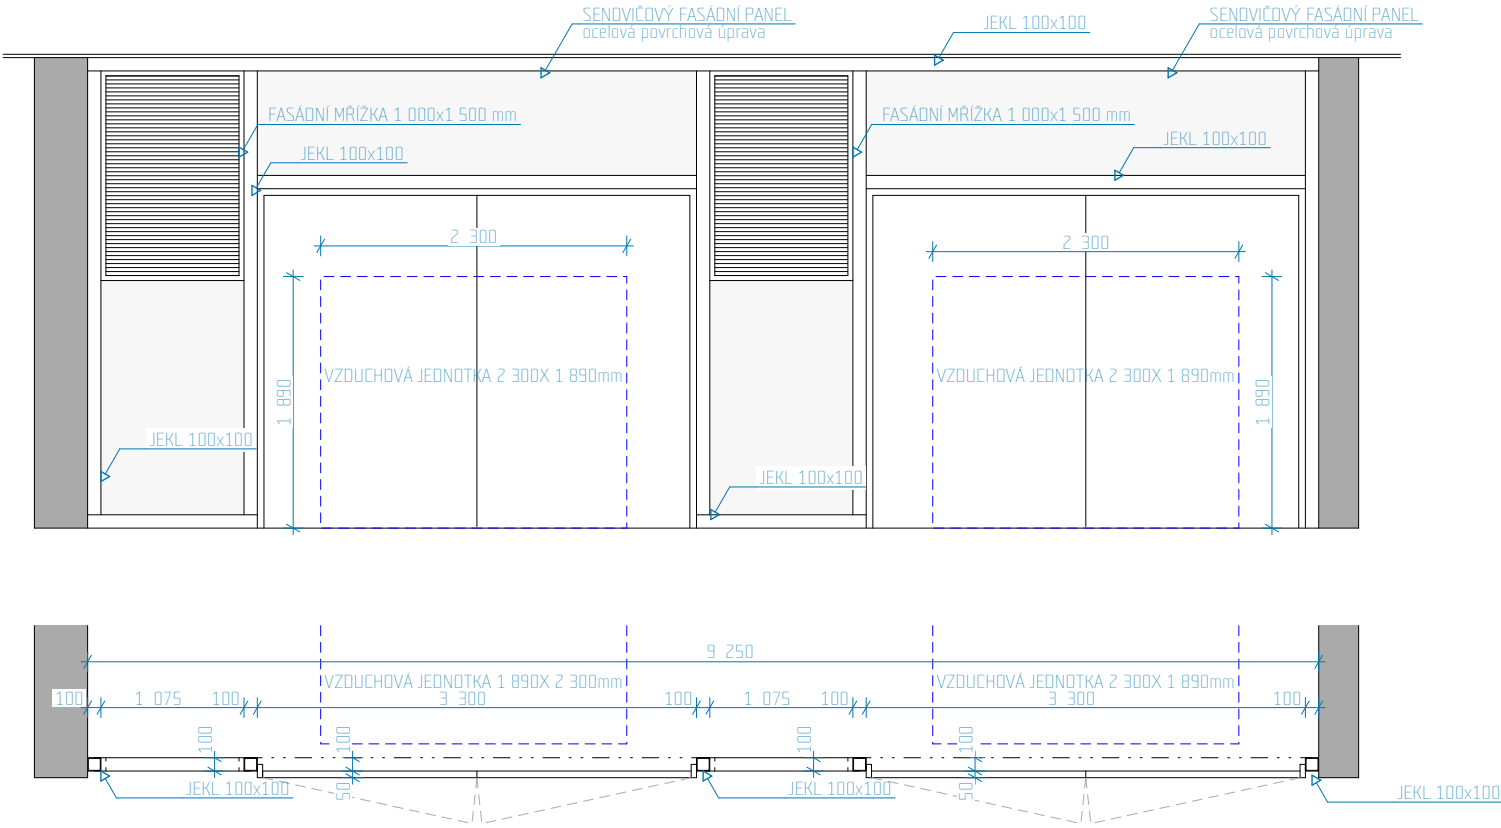 SENDVIČOVÝ FASÁDNÍ PANEL
ocelová povrchová úprava
JEKL 100x100
SENDVIČOVÝ FASÁDNÍ PANEL
ocelová povrchová úprava
FASÁDNÍ MŘÍŽKA 1 000x1 500 mm
FASÁDNÍ MŘÍŽKA 1 000x1 500 mm
JEKL 100x100
JEKL 100x100
2 300
2 300
VZDUCHOVÁ JEDNOTKA 2 300X 1 890mm
VZDUCHOVÁ JEDNOTKA 2 300X 1 890mm
1 890
1 890
JEKL 100x100
JEKL 100x100
9 250
VZDUCHOVÁ JEDNOTKA 1 890X 2 300mm
VZDUCHOVÁ JEDNOTKA 2 300X 1 890mm
100
1 075
100
3 300
100
1 075
100
3 300
100
100
100
100
100
50
50
JEKL 100x100
JEKL 100x100
JEKL 100x100